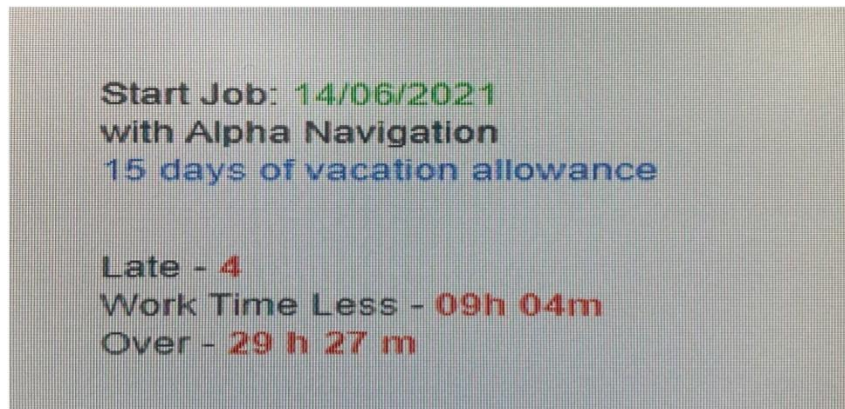 Start Job: 14/06/2021
with Alpha Navigation
15 days of vacation allowance
Late - 4
Work Time Less - 09h 04m
Over - 29 h 27 m